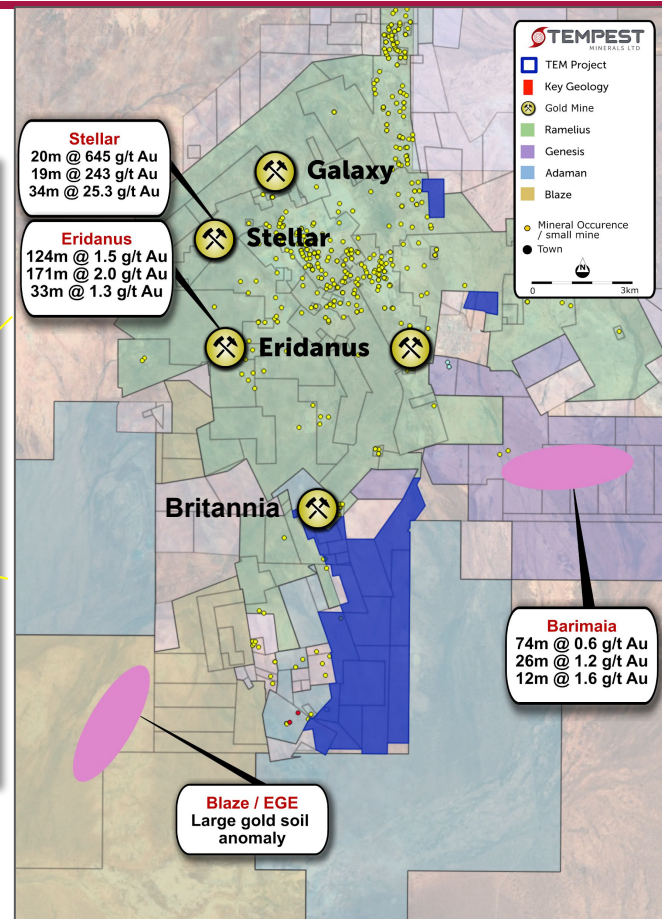 TEMPEST
MINERALS LTD
TEM Project
Key Geology
Gold Mine
Ramelius
Genesis
Adaman
Blaze
Mineral Occurence
/ small mine
Town
N
0 3km
Stellar
20m @ 645 g/t Au
19m @ 243 g/t Au
34m @ 25.3 g/t Au
Eridanus
124m @ 1.5 g/t Au
171m @ 2.0 g/t Au
33m @ 1.3 g/t Au
Galaxy
Stellar
Eridanus
Britannia
Barimaia
74m @ 0.6 g/t Au
26m @ 1.2 g/t Au
12m @ 1.6 g/t Au
Blaze / EGE
Large gold soil
anomaly